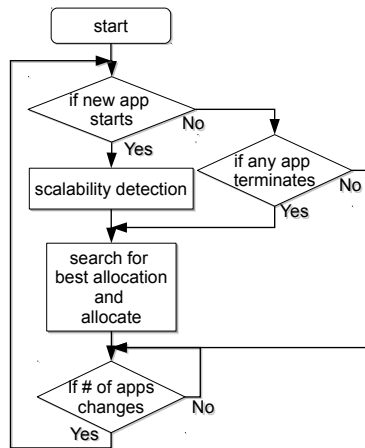 start
if new app
starts
No
Yes
if any app
terminates
No
scalability detection
Yes
search for
best allocation
and
allocate
If # of apps
changes
No
Yes